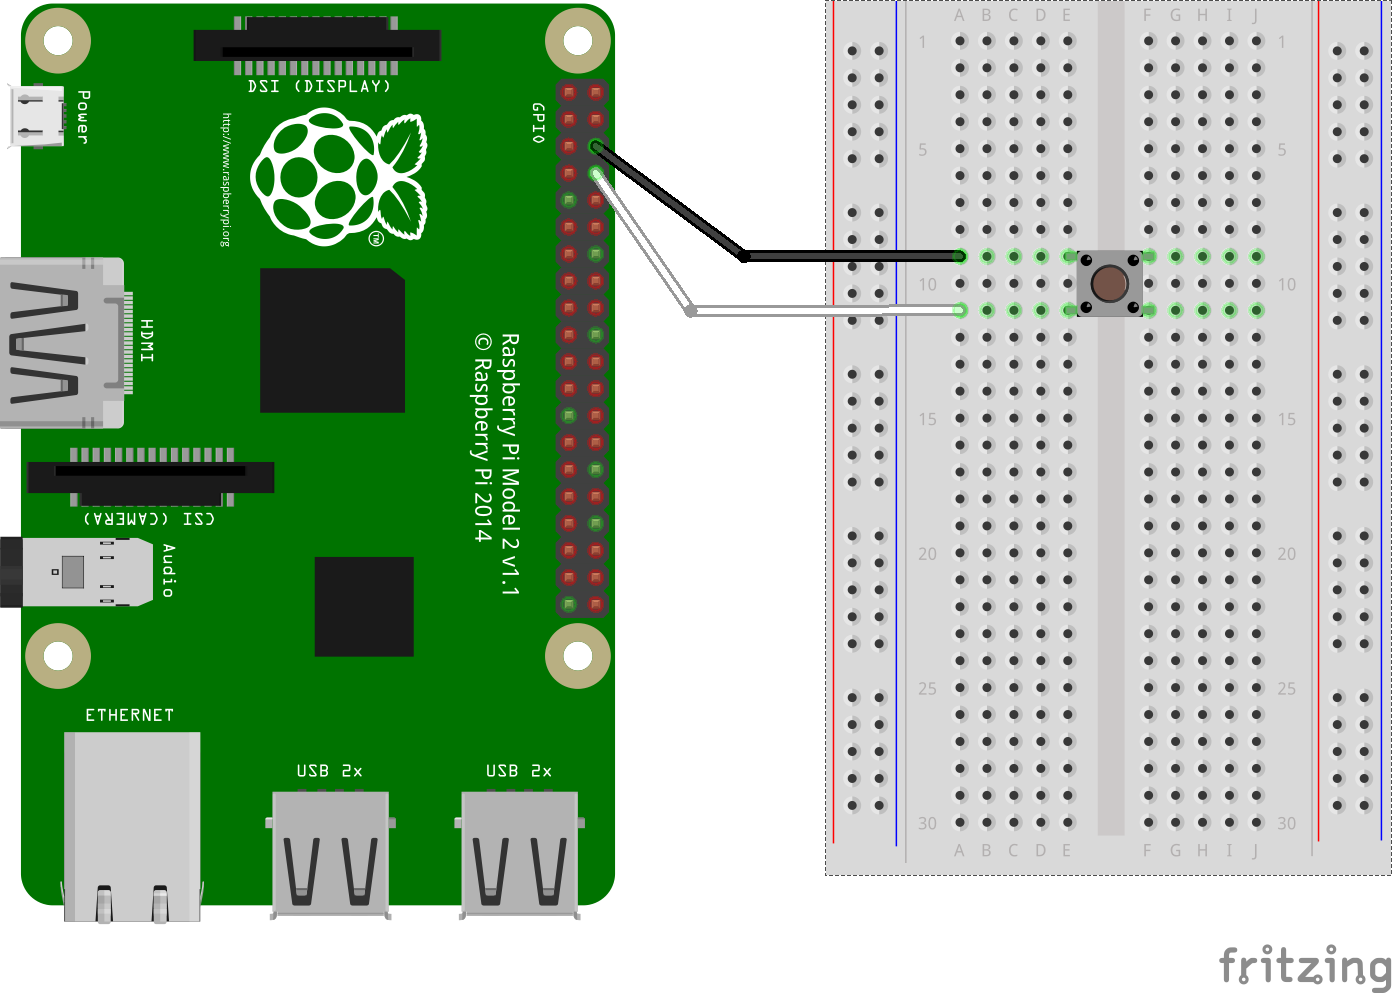 DSI (DISPLAY)
Power
http://www.raspberrypi.org
GPIO
TM
HDMI
Raspberry Pi Model 2 v1.1
© Raspberry Pi 2014
CSI (CAMERA)
Audio
ETHERNET
USB 2x
USB 2x
A B C D E F G H I J
1 1
5 5
10 10
15 15
20 20
25 25
30 30
A B C D E F G H I J
fritzing